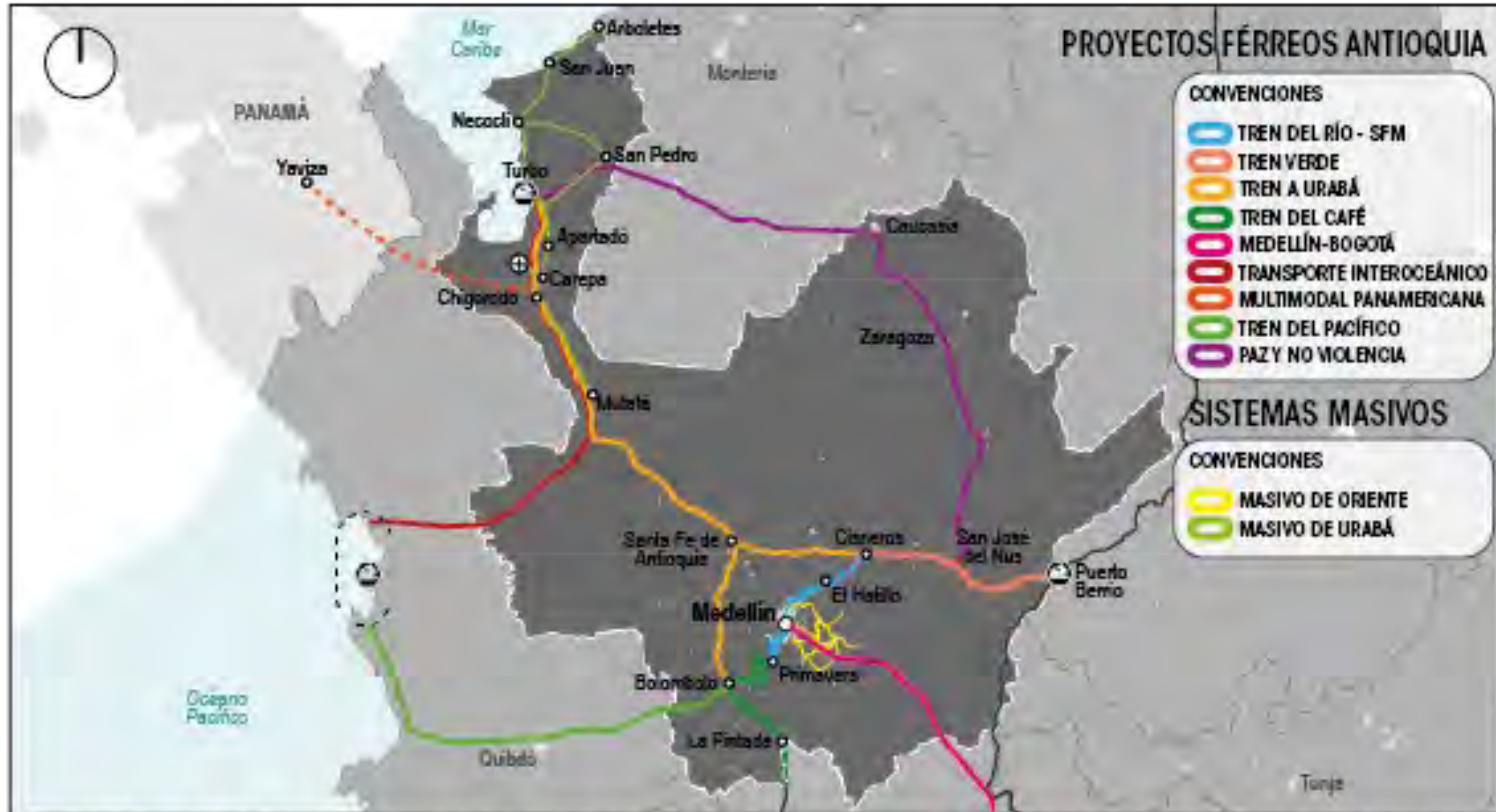 PROYECTOS FÉRREOS ANTIOQUIA
CONVENCIONES
TREN DEL RÍO - SFM
TREN VERDE
TREN A URABÁ
TREN DEL CAFÉ
MEDELLÍN-BOGOTÁ
TRANSPORTE INTEROCEÁNICO
MULTIMODAL PANAMERICANA
TREN DEL PACÍFICO
PAZ Y NO VIOLENCIA
SISTEMAS MASIVOS
CONVENCIONES
MASIVO DE ORIENTE
MASIVO DE URABÁ
Mar
Caribe
Arboletes
San Juan
Montería
PANAMÁ
Necoclí
Yaviza
San Pedro
Turbo
Apartadó
Caucasia
Carepa
Chigorodo
Zaragoza
Mutatá
Santa Fe de
Antioquia
Cisneros
San José
del Nus
Puerto
Berrio
El Hatillo
Medellín
Primavera
Bolombolo
Océano
Pacífico
La Pintada
Quibdó
Tunja